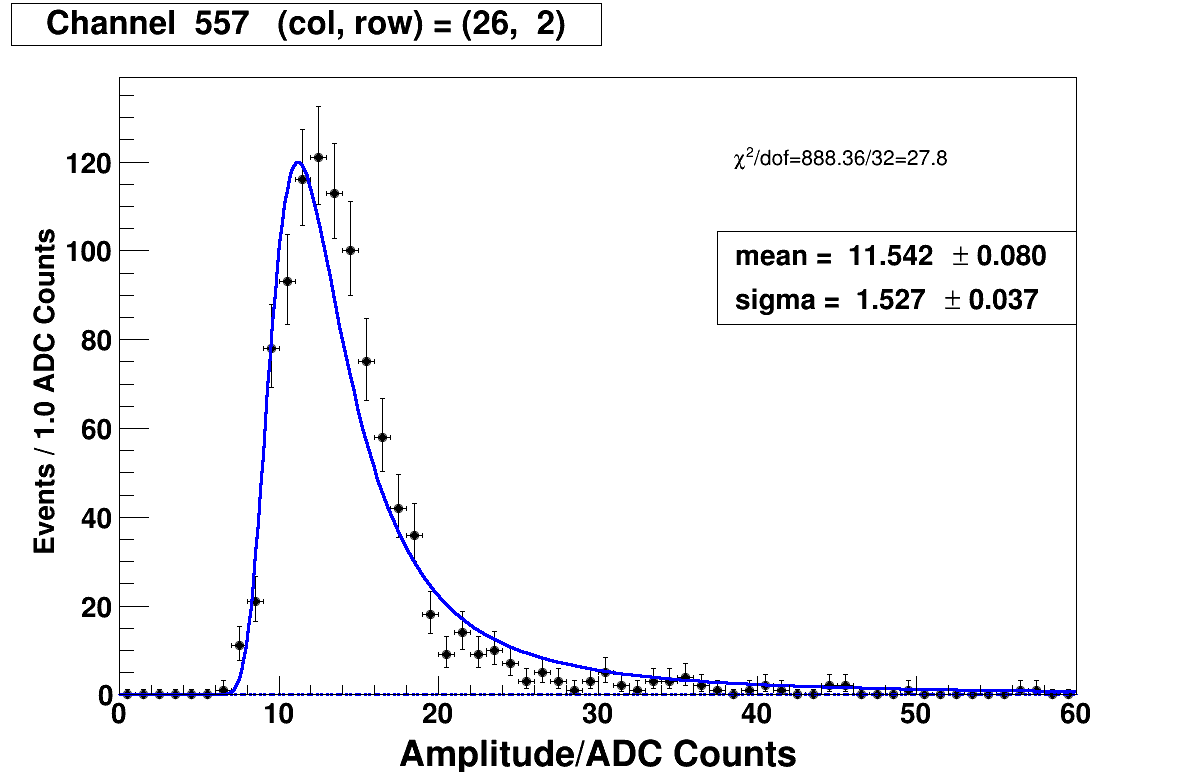 Channel 557 (col, row) = (26, 2)
χ²/dof=888.36/32=27.8
mean = 11.542 ± 0.080
sigma = 1.527 ± 0.037
Events / 1.0 ADC Counts
120
100
80
60
40
20
0
0 10 20 30 40 50 60
Amplitude/ADC Counts